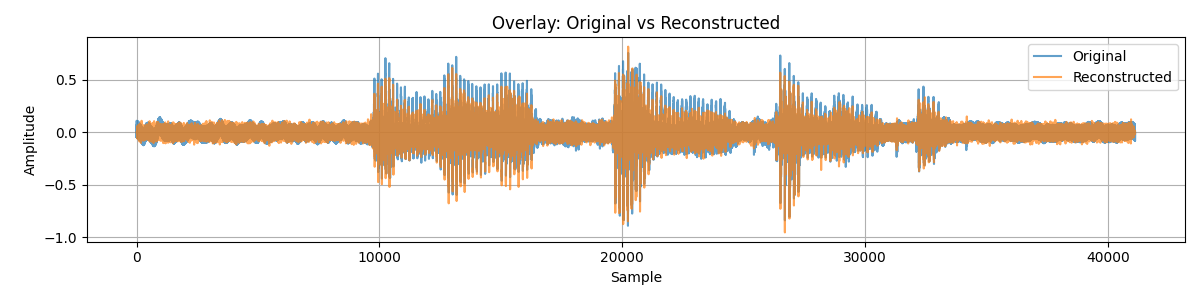 Overlay: Original vs Reconstructed
Original
Reconstructed
Amplitude
0.5
0.0
−0.5
−1.0
0 10000 20000 30000 40000
Sample